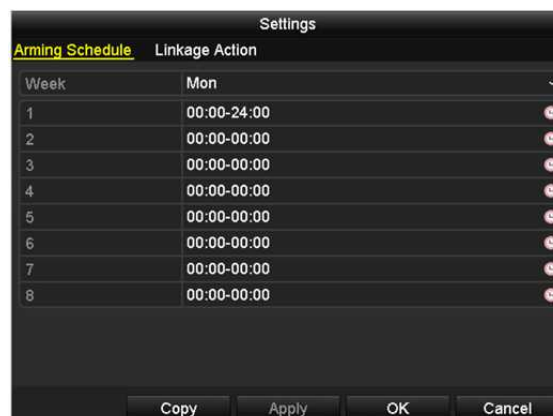 Settings
Arming Schedule Linkage Action
Week Mon
1 00:00-24:00
2 00:00-00:00
3 00:00-00:00
4 00:00-00:00
5 00:00-00:00
6 00:00-00:00
7 00:00-00:00
8 00:00-00:00
Copy Apply OK Cancel